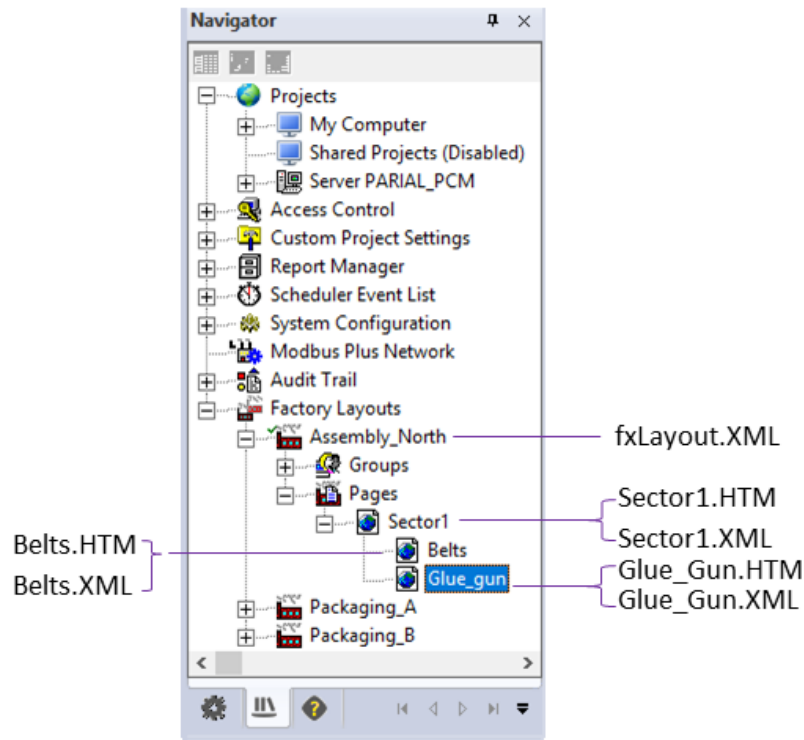 Navigator
Projects
My Computer
Shared Projects (Disabled)
Server PARIAL_PCM
Access Control
Custom Project Settings
Report Manager
Scheduler Event List
System Configuration
Modbus Plus Network
Audit Trail
Factory Layouts
Assembly_North
fxLayout.XML
Groups
Pages
Sector1
Sector1.HTM
Sector1.XML
Belts
Belts.HTM
Belts.XML
Glue_gun
Glue_Gun.HTM
Glue_Gun.XML
Packaging_A
Packaging_B